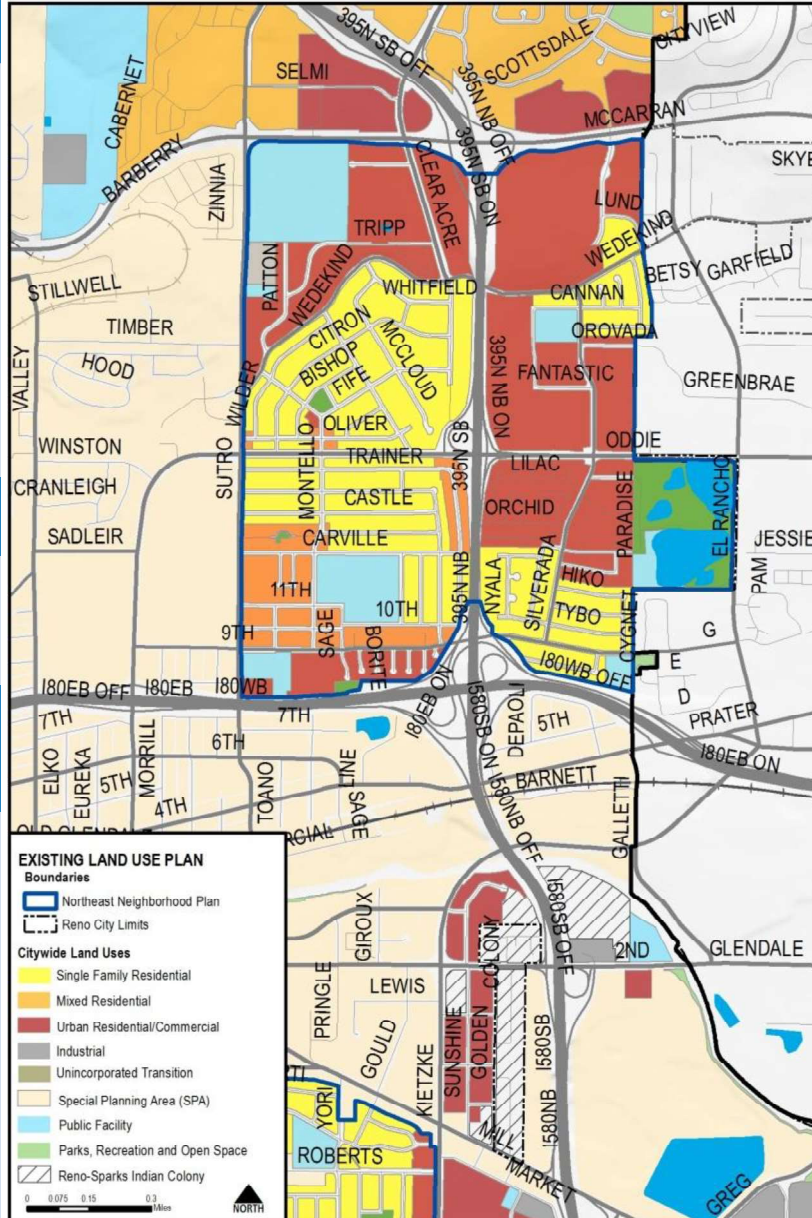 395N SB OFF
CITYVIEW
SCOTTSDALE
SELMI
CABERNET
395N NB OFF
MCCARRAN
BARBERRY
395N SB ON
CLEAR ACRE
SKYE
ZINNIA
LUND
TRIPP
WEDEKIND
PATTON
WEDEKIND
BETSY
GARFIELD
STILLWELL
WHITFIELD
CANNAN
TIMBER
CITRON
MCCLOUD
OROVADA
HOOD
BISHOP
395N NB ON
FIFE
FANTASTIC
GREENBRAE
VALLEY
WILDER
OLIVER
ODDIE
WINSTON
MONTELLO
TRAINER
395N SB
LILAC
SUTRO
CRANLEIGH
CASTLE
ORCHID
PARADISE
EL RANCHO
SADLEIR
CARVILLE
JESSIE
PAM
395N NB
NYALA
SILVERADA
HIKO
11TH
10TH
TYBO
CYGNET
9TH
SAGE
BORITE
G
I80WB OFF
E
I80EB OFF
I80EB
I80WB
I80EB ON
D
7TH
7TH
I580SB ON
DEPAOLI
5TH
PRATER
6TH
I80EB ON
ELKO
EUREKA
MORRILL
5TH
4TH
TOANO
LINE
SAGE
BARNETT
I580NB OFF
GALLETTI
OLD GLENDALE
RCIAL
I580SB OFF
GIROUX
COLONY
2ND
GLENDALE
PRINGLE
LEWIS
GOULD
KIETZKE
SUNSHINE
GOLDEN
I580SB
I580NB
YORI
MILL
MARKET
ROBERTS
GREG
EXISTING LAND USE PLAN
Boundaries
Northeast Neighborhood Plan
Reno City Limits
Citywide Land Uses
Single Family Residential
Mixed Residential
Urban Residential/Commercial
Industrial
Unincorporated Transition
Special Planning Area (SPA)
Public Facility
Parks, Recreation and Open Space
Reno-Sparks Indian Colony
0 0.075 0.15 0.3
Miles
NORTH